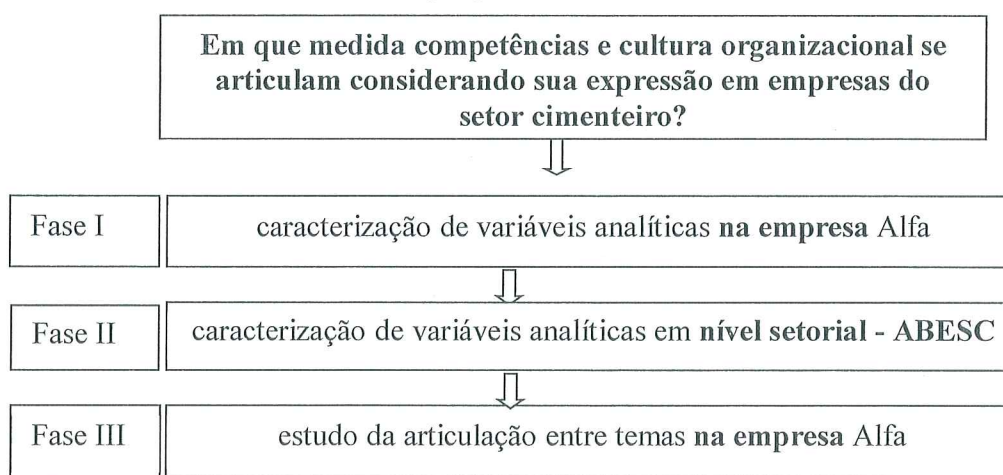 Em que medida competências e cultura organizacional se
articulam considerando sua expressão em empresas do
setor cimenteiro?
Fase I
caracterização de variáveis analíticas na empresa Alfa
Fase II
caracterização de variáveis analíticas em nível setorial - ABESC
Fase III
estudo da articulação entre temas na empresa Alfa